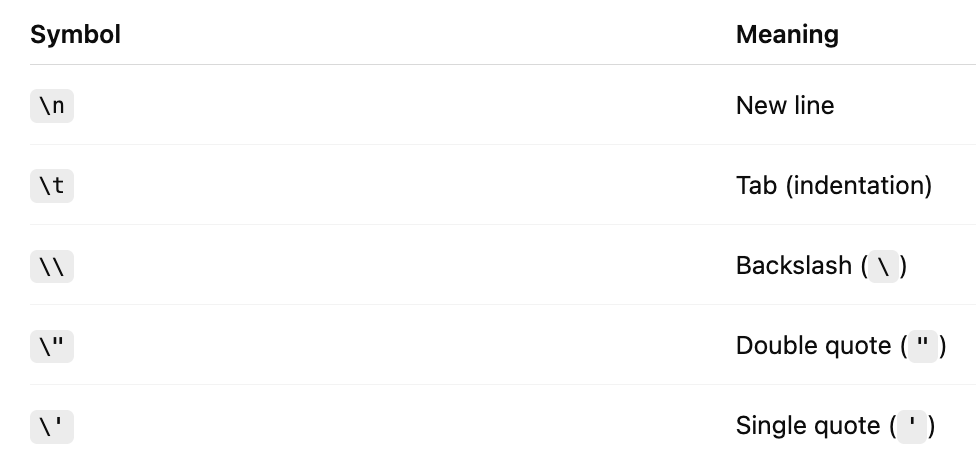 Symbol Meaning
\n New line
\t Tab (indentation)
\\ Backslash (\)
\" Double quote (")
\' Single quote (')